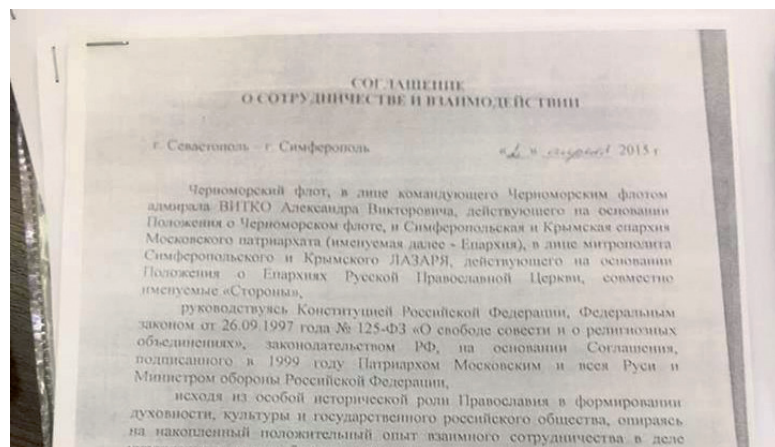 СОГЛАШЕНИЕ
О СОТРУДНИЧЕСТВЕ И ВЗАИМОДЕЙСТВИИ
г. Севастополь – г. Симферополь « » апреля 2015 г
Черноморский флот, в лице командующего Черноморским флотом
адмирала ВИТКО Александра Викторовича, действующего на основании
Положения о Черноморском флоте, и Симферопольская и Крымская епархия
Московского патриархата (именуемая далее - Епархия), в лице митрополита
Симферопольского и Крымского ЛАЗАРЯ, действующего на основании
Положения о Епархиях Русской Православной Церкви, совместно
именуемые «Стороны»,
руководствуясь Конституцией Российской Федерации, Федеральным
законом от 26.09.1997 года № 125-ФЗ «О свободе совести и о религиозных
объединениях», законодательством РФ, на основании Соглашения,
подписанного в 1999 году Патриархом Московским и всея Руси и
Министром обороны Российской Федерации,
исходя из особой исторической роли Православия в формировании
духовности, культуры и государственного российского общества, опираясь
на накопленный положительный опыт взаимного сотрудничества в деле